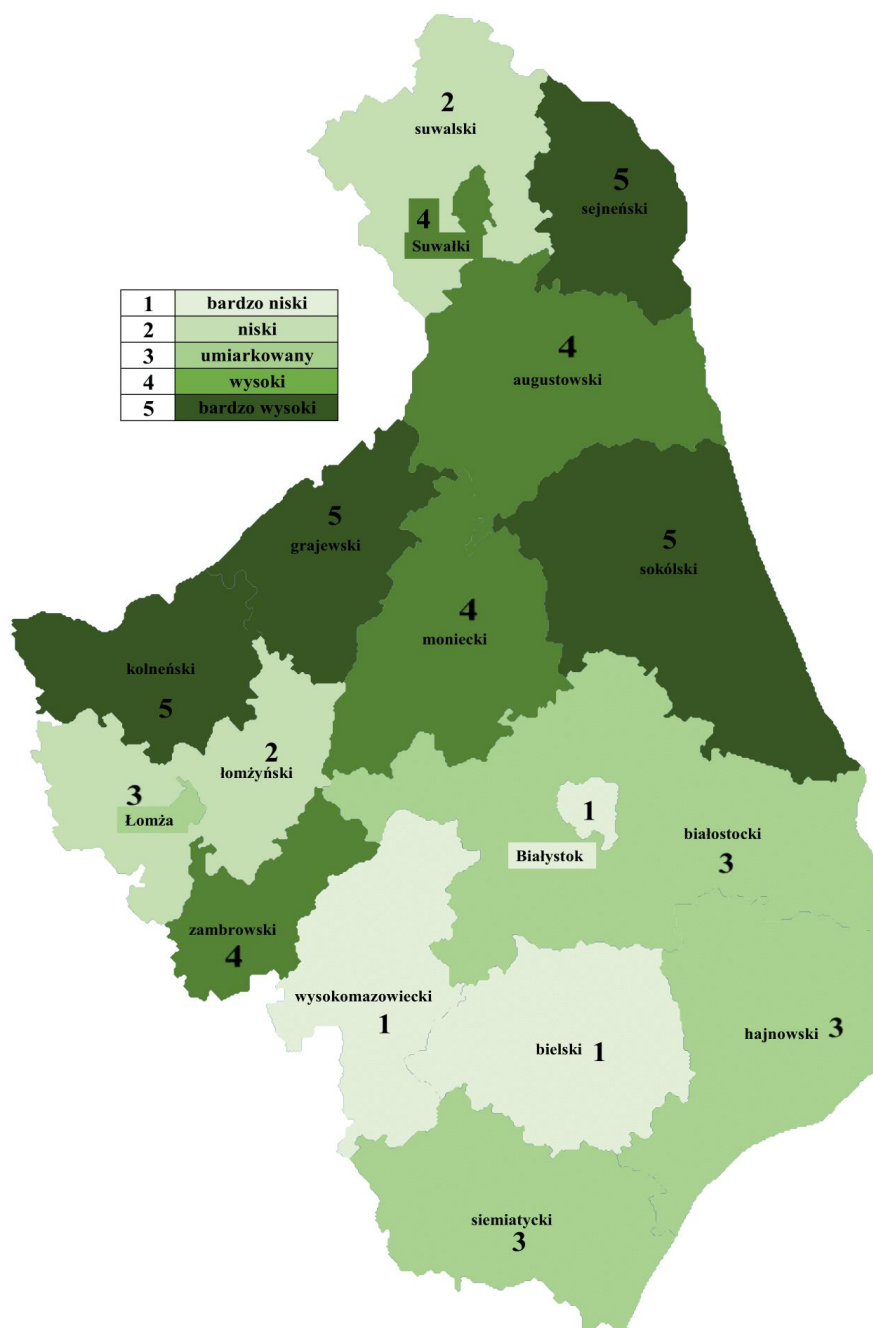 2
suwalski
5
sejneński
4
Suwałki
1 bardzo niski
2 niski
3 umiarkowany
4 wysoki
5 bardzo wysoki
4
augustowski
5
grajewski
5
sokólski
4
moniecki
kolneński
5
2
łomżyński
3
Łomża
1
Białystok
białostocki
3
zambrowski
4
wysokomazowiecki
1
bielski 1
hajnowski 3
siemiatycki
3